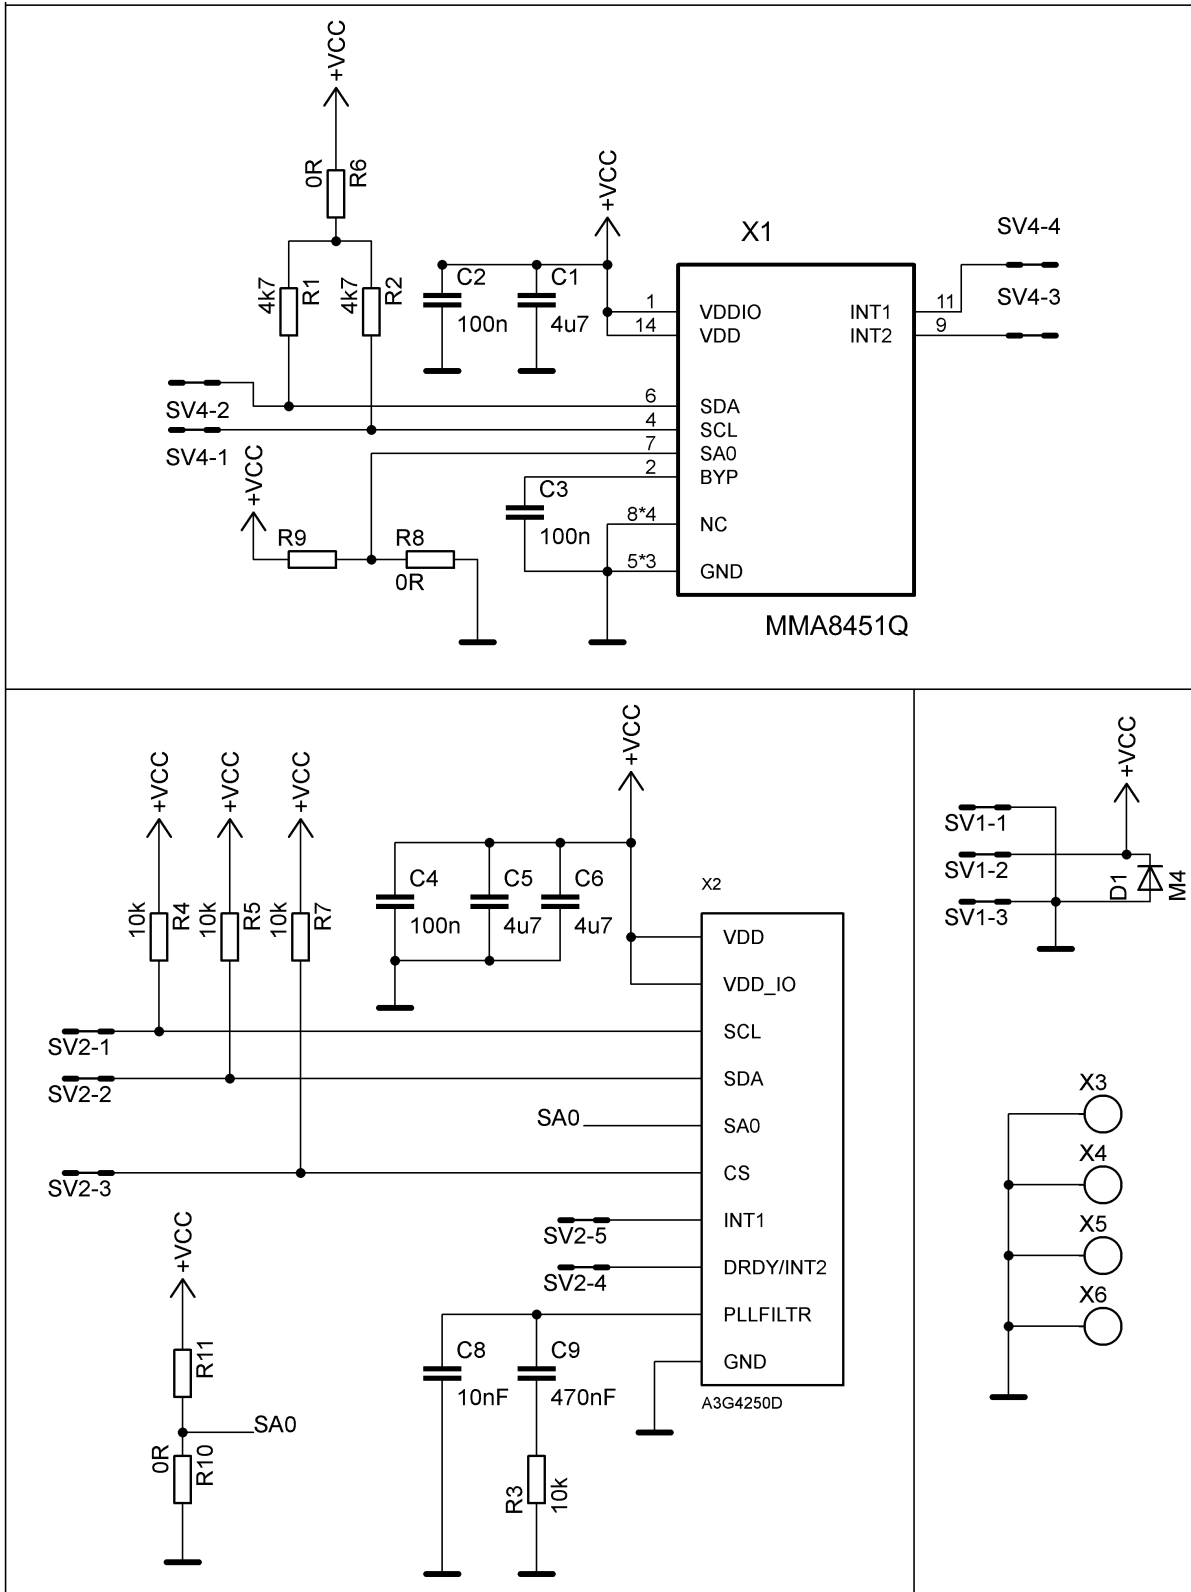 +VCC
0R
R6
+VCC
X1
SV4-4
4k7
R1
4k7
R2
C2
100n
C1
4u7
SV4-3
1
VDDIO
INT1
11
14
VDD
INT2
9
SV4-2
6
SDA
4
SCL
SV4-1
7
SA0
2
BYP
+VCC
C3
100n
8*4
NC
R9
R8
0R
5*3
GND
MMA8451Q
+VCC
+VCC
+VCC
+VCC
10k
R4
10k
R5
10k
R7
C4
100n
C5
4u7
C6
4u7
X2
VDD
VDD_IO
SV2-1
SCL
SV2-2
SDA
SA0
SA0
SV2-3
CS
SV2-5
INT1
SV2-4
DRDY/INT2
PLLFILTR
GND
A3G4250D
+VCC
R11
SA0
0R
R10
C8
10nF
C9
470nF
R3
10k
+VCC
SV1-1
SV1-2
SV1-3
D1
M4
X3
X4
X5
X6